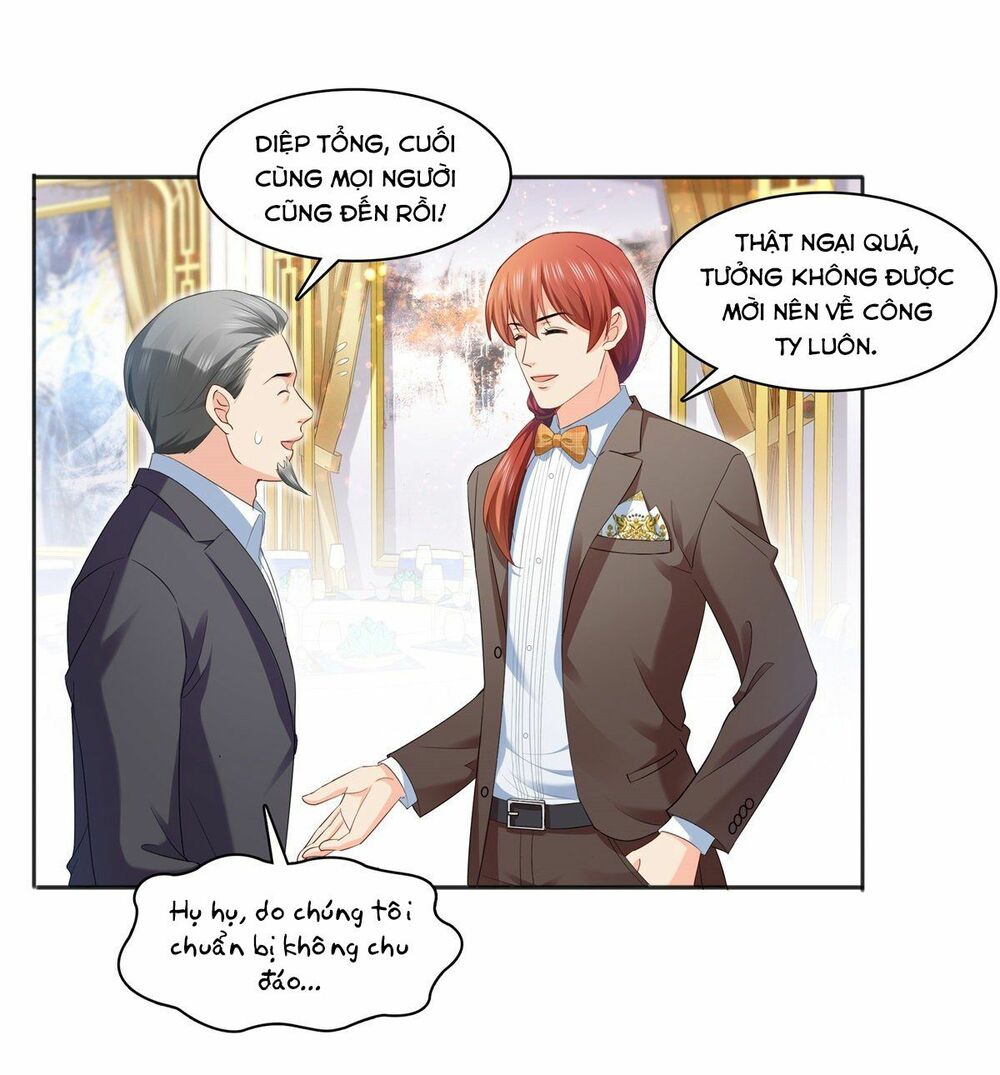 DIỆP TỔNG, CUỐI
CÙNG MỌI NGƯỜI
CŨNG ĐẾN RỒI!
THẬT NGẠI QUÁ,
TƯỞNG KHÔNG ĐƯỢC
MỜI NÊN VỀ CÔNG
TY LUÔN.
Hụ hụ, do chúng tôi
chuẩn bị không chu
đáo...